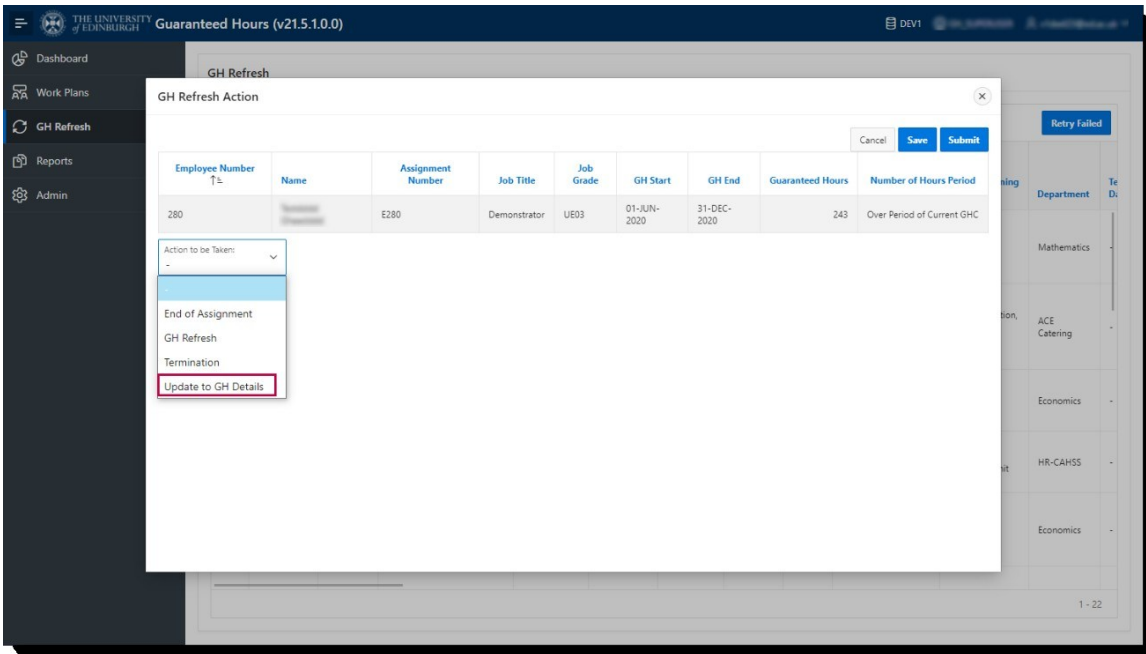 THE UNIVERSITY
of EDINBURGH
Guaranteed Hours (v21.5.1.0.0)
DEV1
Dashboard
Work Plans
GH Refresh
Reports
Admin
GH Refresh
Retry Failed
GH Refresh Action
Cancel Save Submit
Employee Number Name Assignment Number Job Title Job Grade GH Start GH End Guaranteed Hours Number of Hours Period
280 E280 Demonstrator UE03 01-JUN-2020 31-DEC-2020 243 Over Period of Current GHC
Action to be Taken:
-
-
End of Assignment
GH Refresh
Termination
Update to GH Details
Department
Mathematics -
ACE
Catering -
Economics -
HR-CAHSS -
Economics -
1 - 22